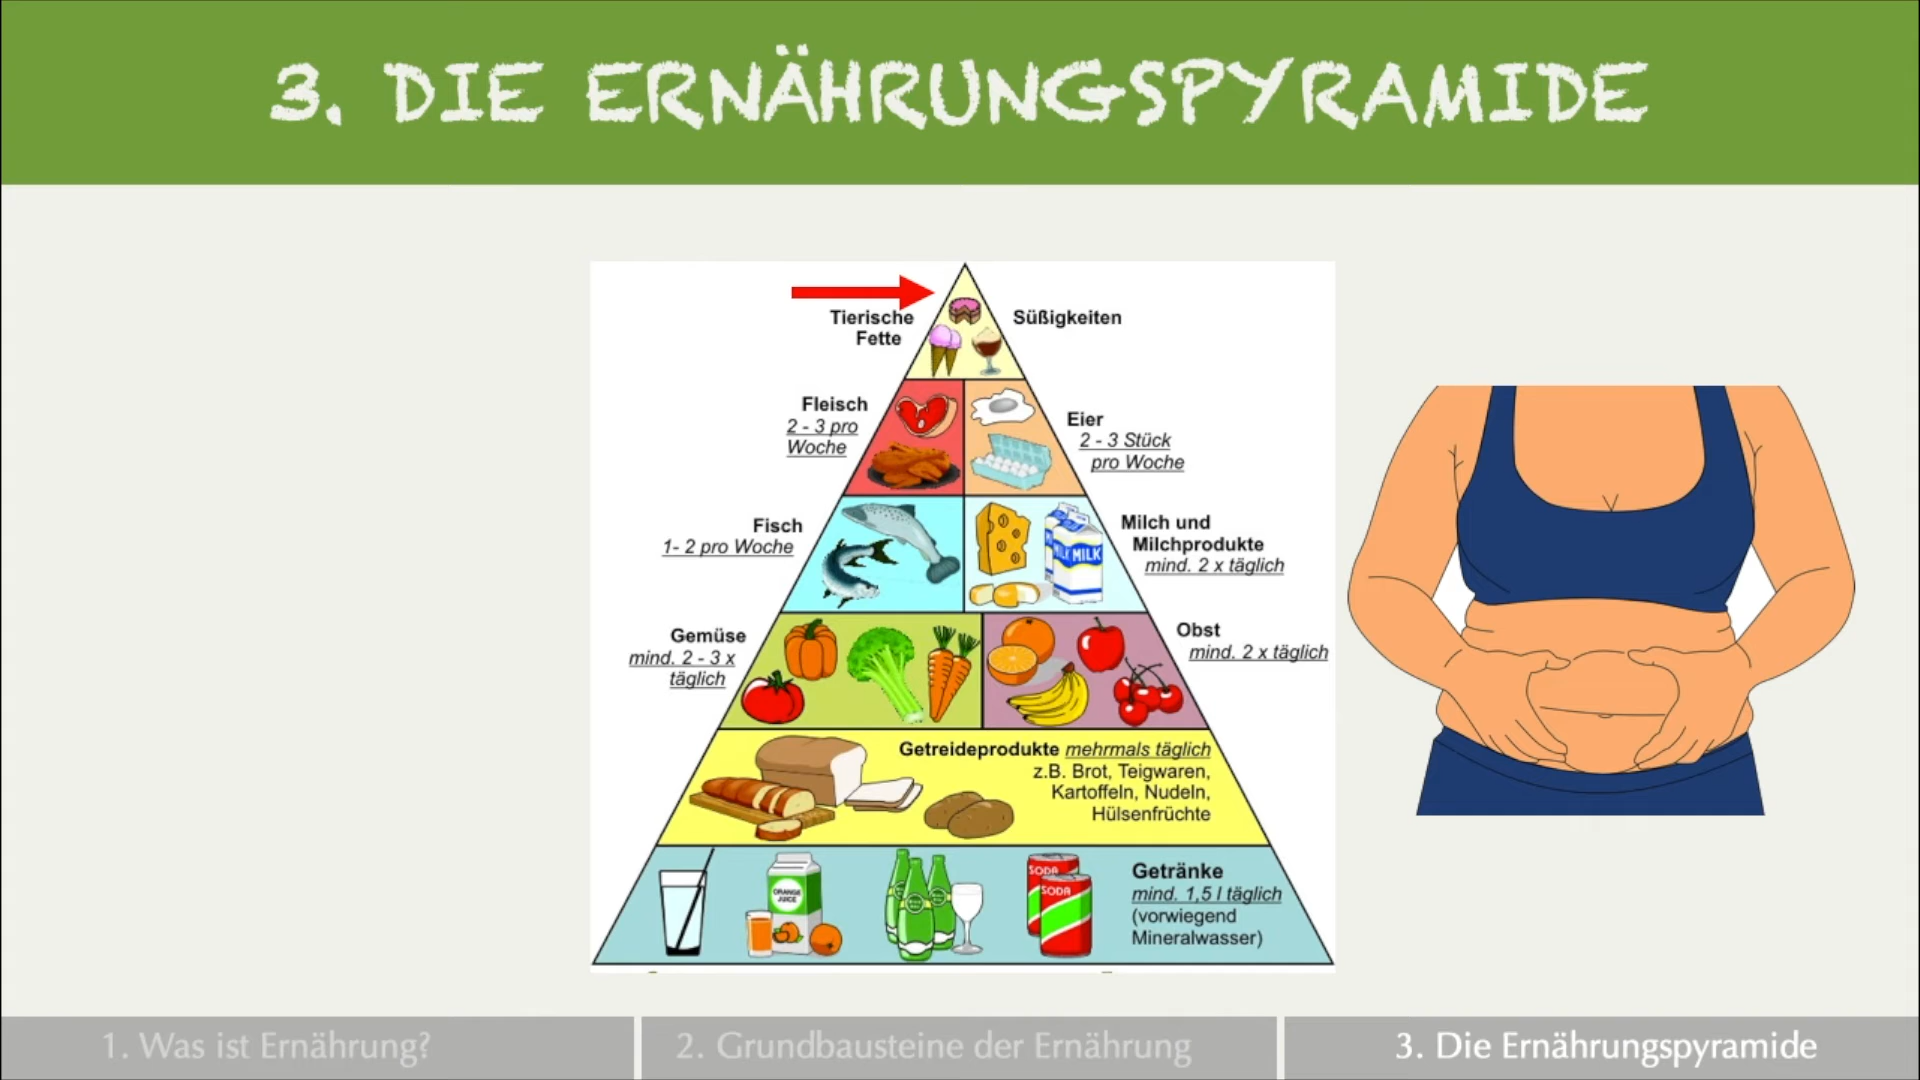 3. DIE ERNÄHRUNGSPYRAMIDE
Tierische
Fette
Süßigkeiten
Fleisch
2 - 3 pro
Woche
Eier
2 - 3 Stück
pro Woche
Fisch
1- 2 pro Woche
Milch und
Milchprodukte
mind. 2 x täglich
MILK
Gemüse
mind. 2 - 3 x
täglich
Obst
mind. 2 x täglich
Getreideprodukte mehrmals täglich
z.B. Brot, Teigwaren,
Kartoffeln, Nudeln,
Hülsenfrüchte
ORANGE
JUICE
SODA
SODA
Getränke
mind. 1,5 l täglich
(vorwiegend
Mineralwasser)
1. Was ist Ernährung?
2. Grundbausteine der Ernährung
3. Die Ernährungspyramide